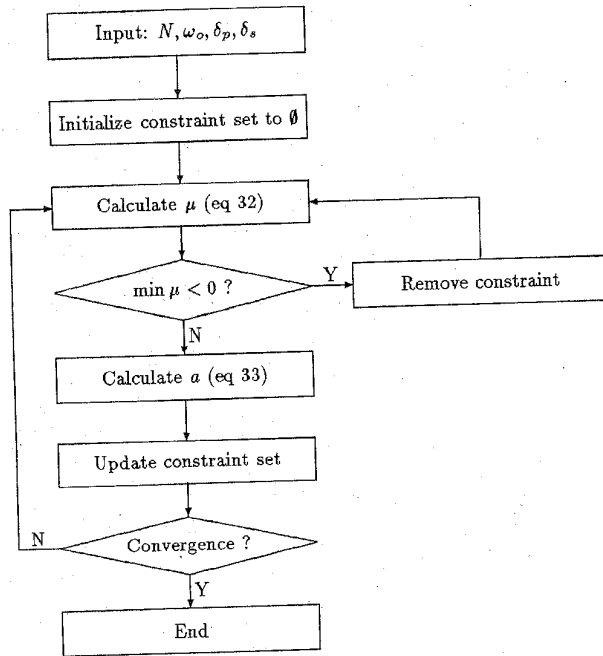 Input: N, ω_o, δ_p, δ_s
Initialize constraint set to ∅
Calculate μ (eq 32)
min μ < 0 ?
Y
Remove constraint
N
Calculate a (eq 33)
Update constraint set
N
Convergence ?
Y
End